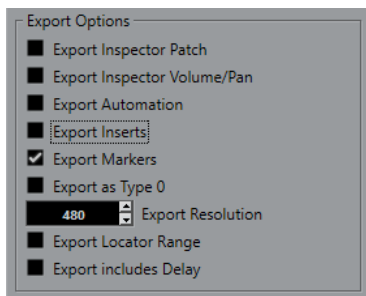 Export Options
Export Inspector Patch
Export Inspector Volume/Pan
Export Automation
Export Inserts
Export Markers
Export as Type 0
480 Export Resolution
Export Locator Range
Export includes Delay